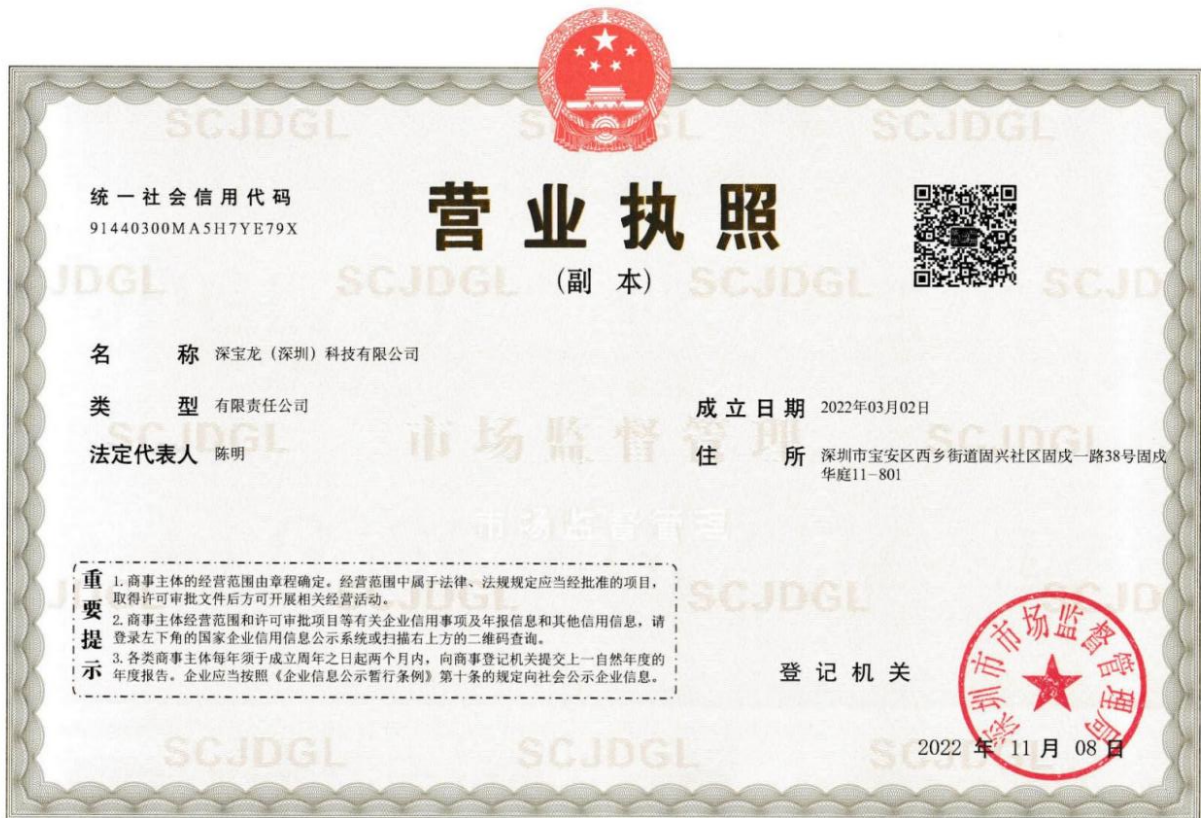 统一社会信用代码
91440300MA5H7YE79X
营业执照
(副 本)
名 称 深宝龙（深圳）科技有限公司
类 型 有限责任公司
法定代表人 陈明
成立日期 2022年03月02日
住 所 深圳市宝安区西乡街道固兴社区固戍一路38号固戍
华庭11-801
重要提示
1. 商事主体的经营范围由章程确定。经营范围中属于法律、法规规定应当经批准的项目，
取得许可审批文件后方可开展相关经营活动。
2. 商事主体经营范围和许可审批项目等有关企业信用事项及年报信息和其他信用信息，请
登录左下角的国家企业信用信息公示系统或扫描右上方的二维码查询。
3. 各类商事主体每年须于成立周年之日起两个月内，向商事登记机关提交上一自然年度的
年度报告。企业应当按照《企业信息公示暂行条例》第十条的规定向社会公示企业信息。
登记机关
深圳市市场监督管理局
2022 年 11 月 08 日
SCJDGL
市场监督管理
市场监督管理